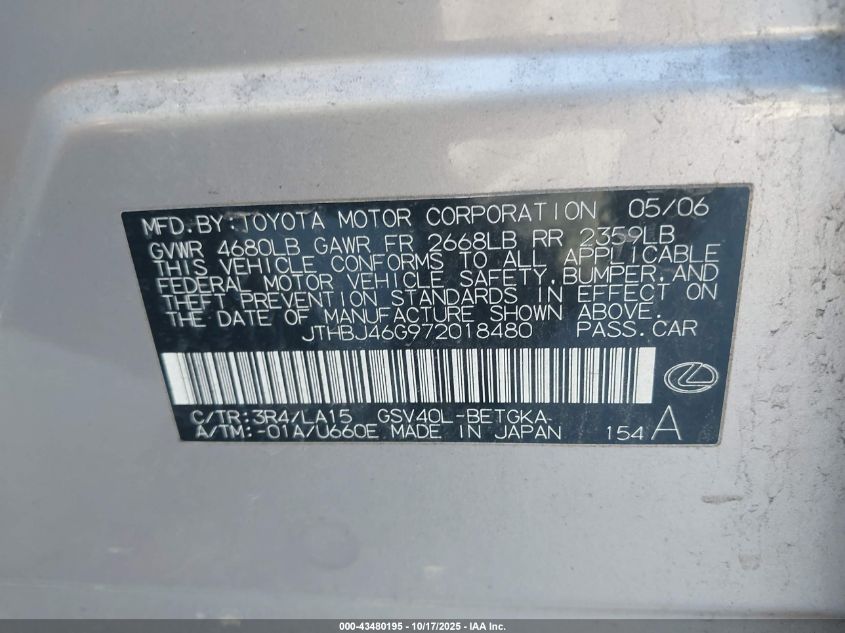 MFD.BY:TOYOTA MOTOR CORPORATION 05/06
GVWR 4680LB GAWR FR 2668LB RR 2359LB
THIS VEHICLE CONFORMS TO ALL APPLICABLE
FEDERAL MOTOR VEHICLE SAFETY,BUMPER,AND
THEFT PREVENTION STANDARDS IN EFFECT ON
THE DATE OF MANUFACTURE SHOWN ABOVE.
JTHBJ46G972018480 PASS.CAR
C/TR:3R4/LA15 GSV40L-BETGKA
A/TM:-01A/U660E MADE IN JAPAN 154 A
000-43480195 - 10/17/2025 - IAA Inc.